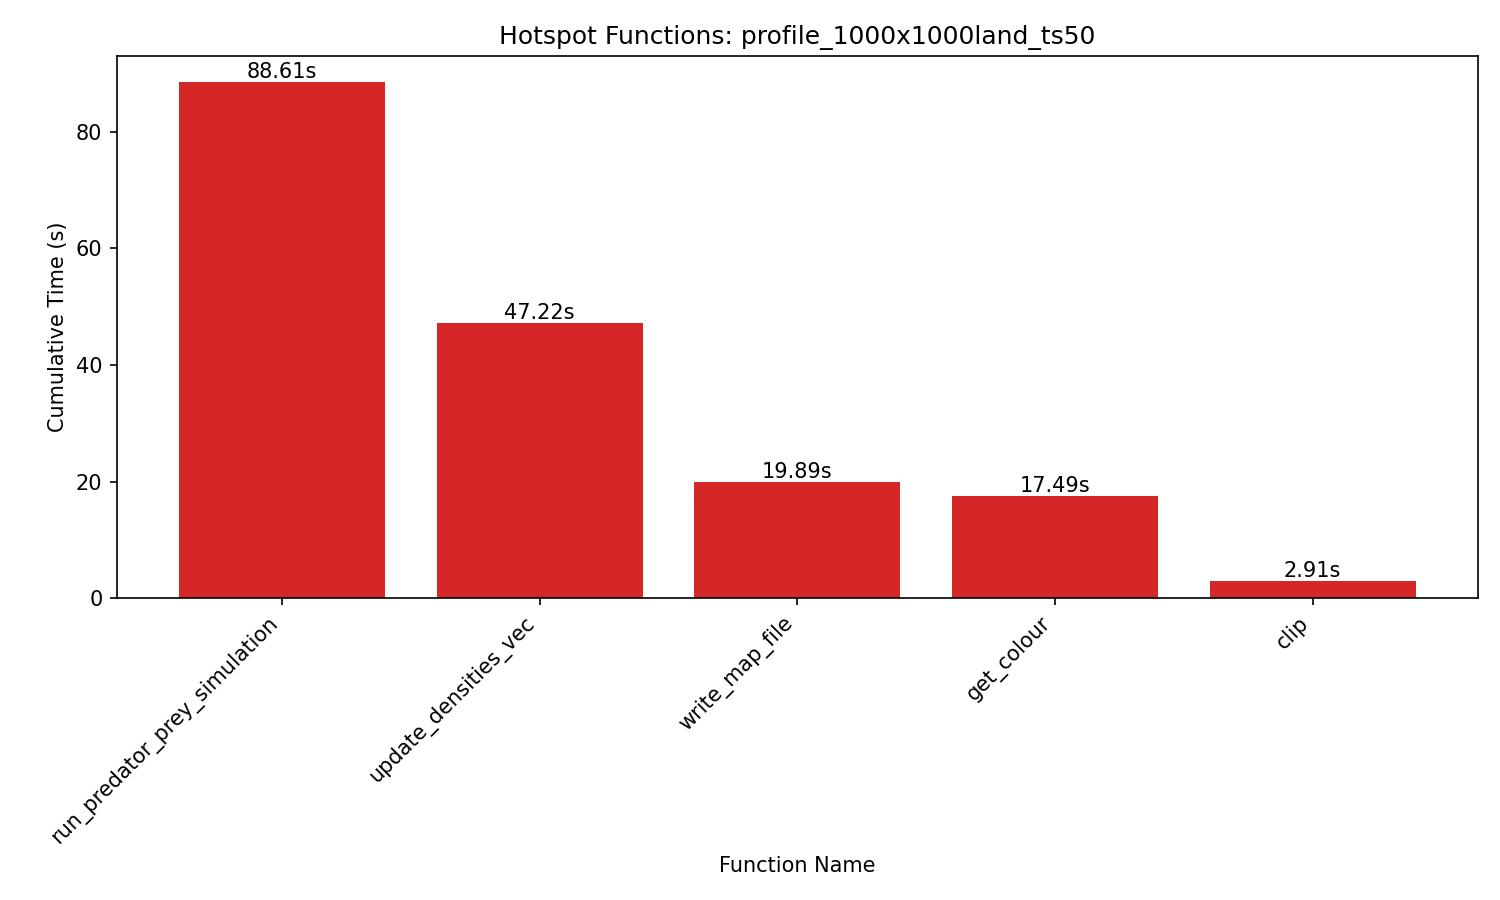 Hotspot Functions: profile_1000x1000land_ts50
Cumulative Time (s)
80
60
40
20
0
88.61s
47.22s
19.89s
17.49s
2.91s
run_predator_prey_simulation
update_densities_vec
write_map_file
get_colour
clip
Function Name